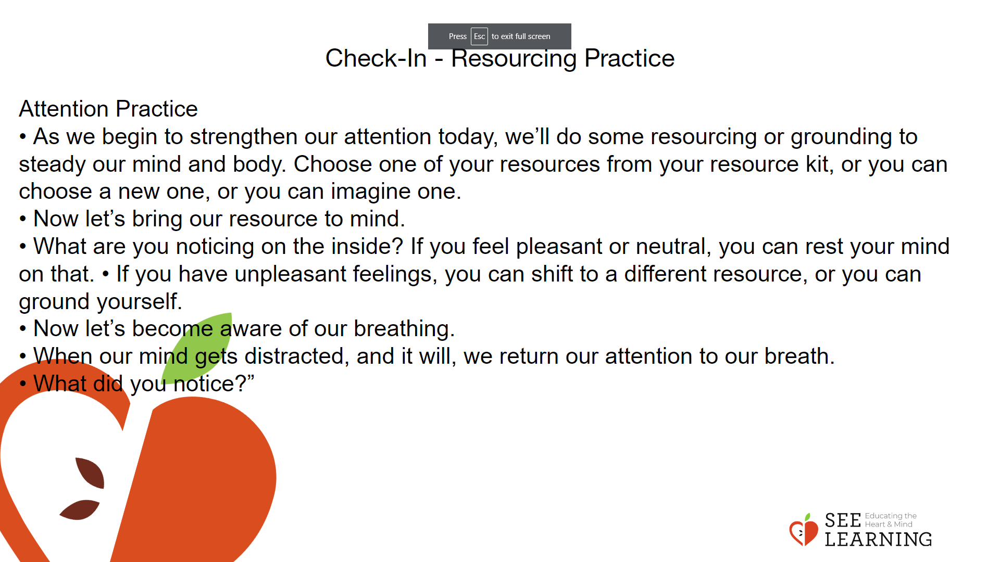 Press Esc to exit full screen
Check-In - Resourcing Practice
Attention Practice
• As we begin to strengthen our attention today, we’ll do some resourcing or grounding to
steady our mind and body. Choose one of your resources from your resource kit, or you can
choose a new one, or you can imagine one.
• Now let’s bring our resource to mind.
• What are you noticing on the inside? If you feel pleasant or neutral, you can rest your mind
on that. • If you have unpleasant feelings, you can shift to a different resource, or you can
ground yourself.
• Now let’s become aware of our breathing.
• When our mind gets distracted, and it will, we return our attention to our breath.
• What did you notice?”
SEE
Educating the
Heart & Mind
LEARNING